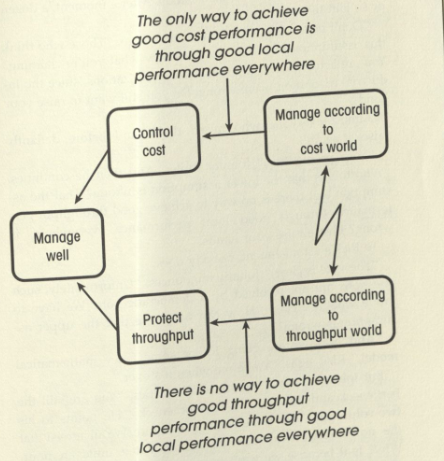 The only way to achieve
good cost performance is
through good local
performance everywhere
Control
cost
Manage according
to
cost world
Manage
well
Protect
throughput
Manage according
to
throughput world
There is no way to achieve
good throughput
performance through good
local performance everywhere